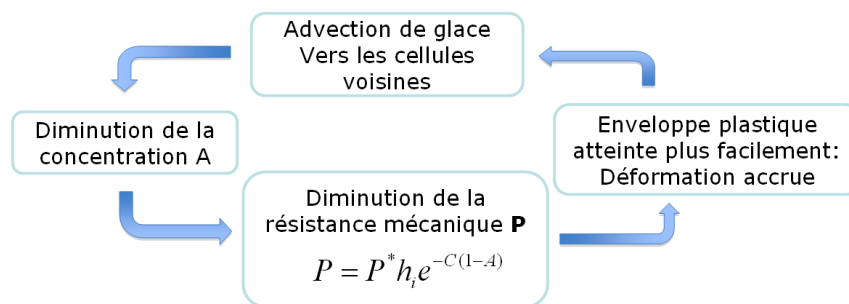 Advection de glace
Vers les cellules
voisines
Diminution de la
concentration A
Diminution de la
résistance mécanique P
P = P* hᵢ e^{-C(1-A)}
Enveloppe plastique
atteinte plus facilement:
Déformation accrue